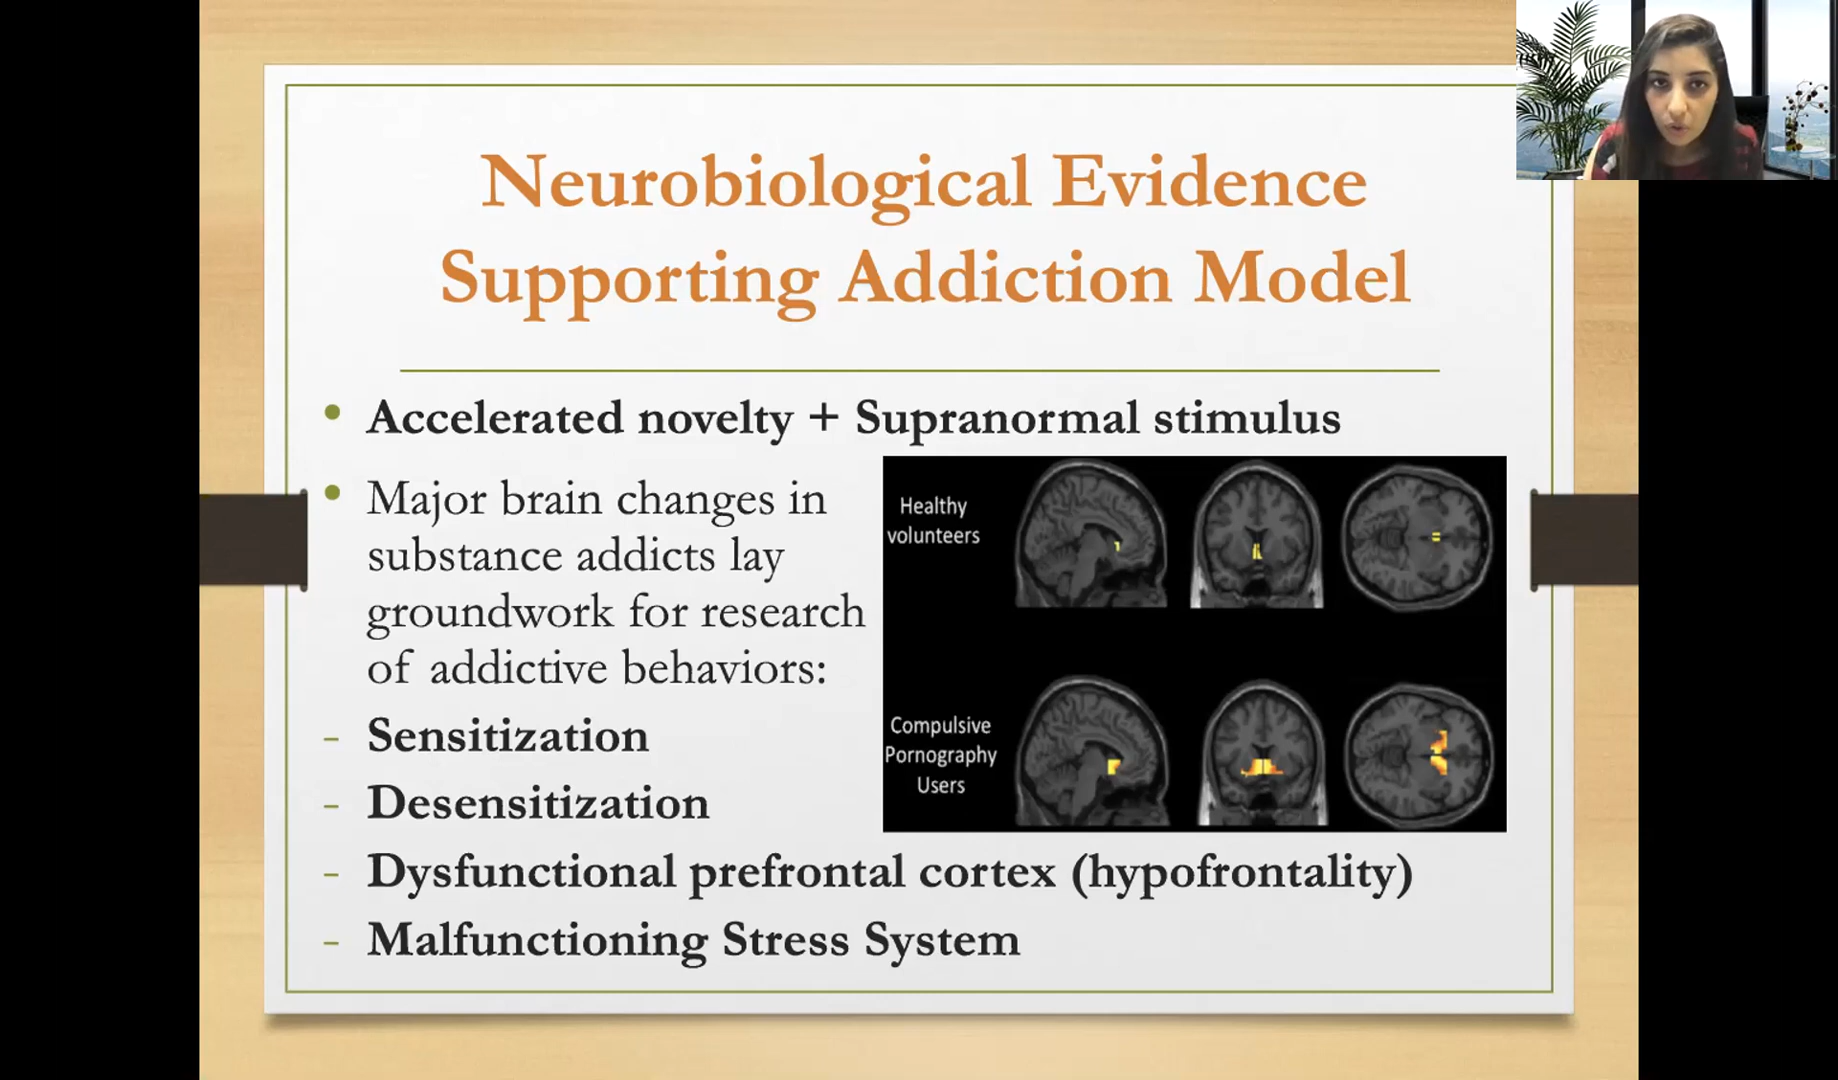 Neurobiological Evidence
Supporting Addiction Model
• Accelerated novelty + Supranormal stimulus
• Major brain changes in
substance addicts lay
groundwork for research
of addictive behaviors:
- Sensitization
- Desensitization
- Dysfunctional prefrontal cortex (hypofrontality)
- Malfunctioning Stress System
Healthy
volunteers
Compulsive
Pornography
Users